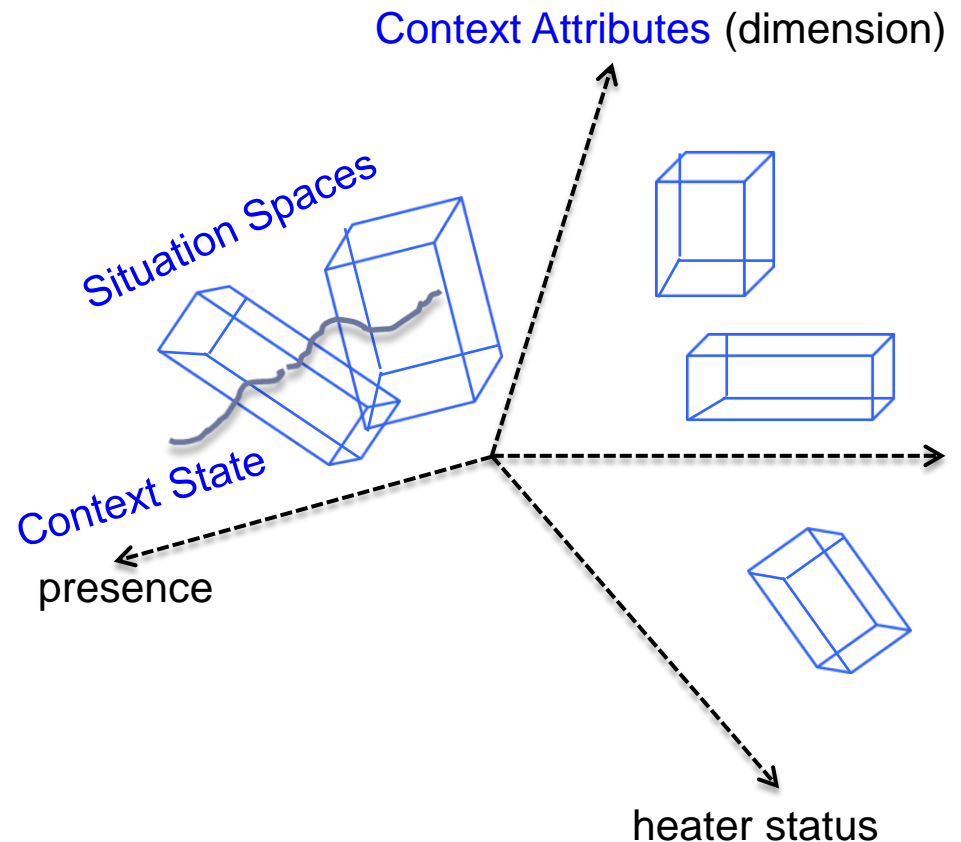 Context Attributes (dimension)
Situation Spaces
Context State
presence
heater status